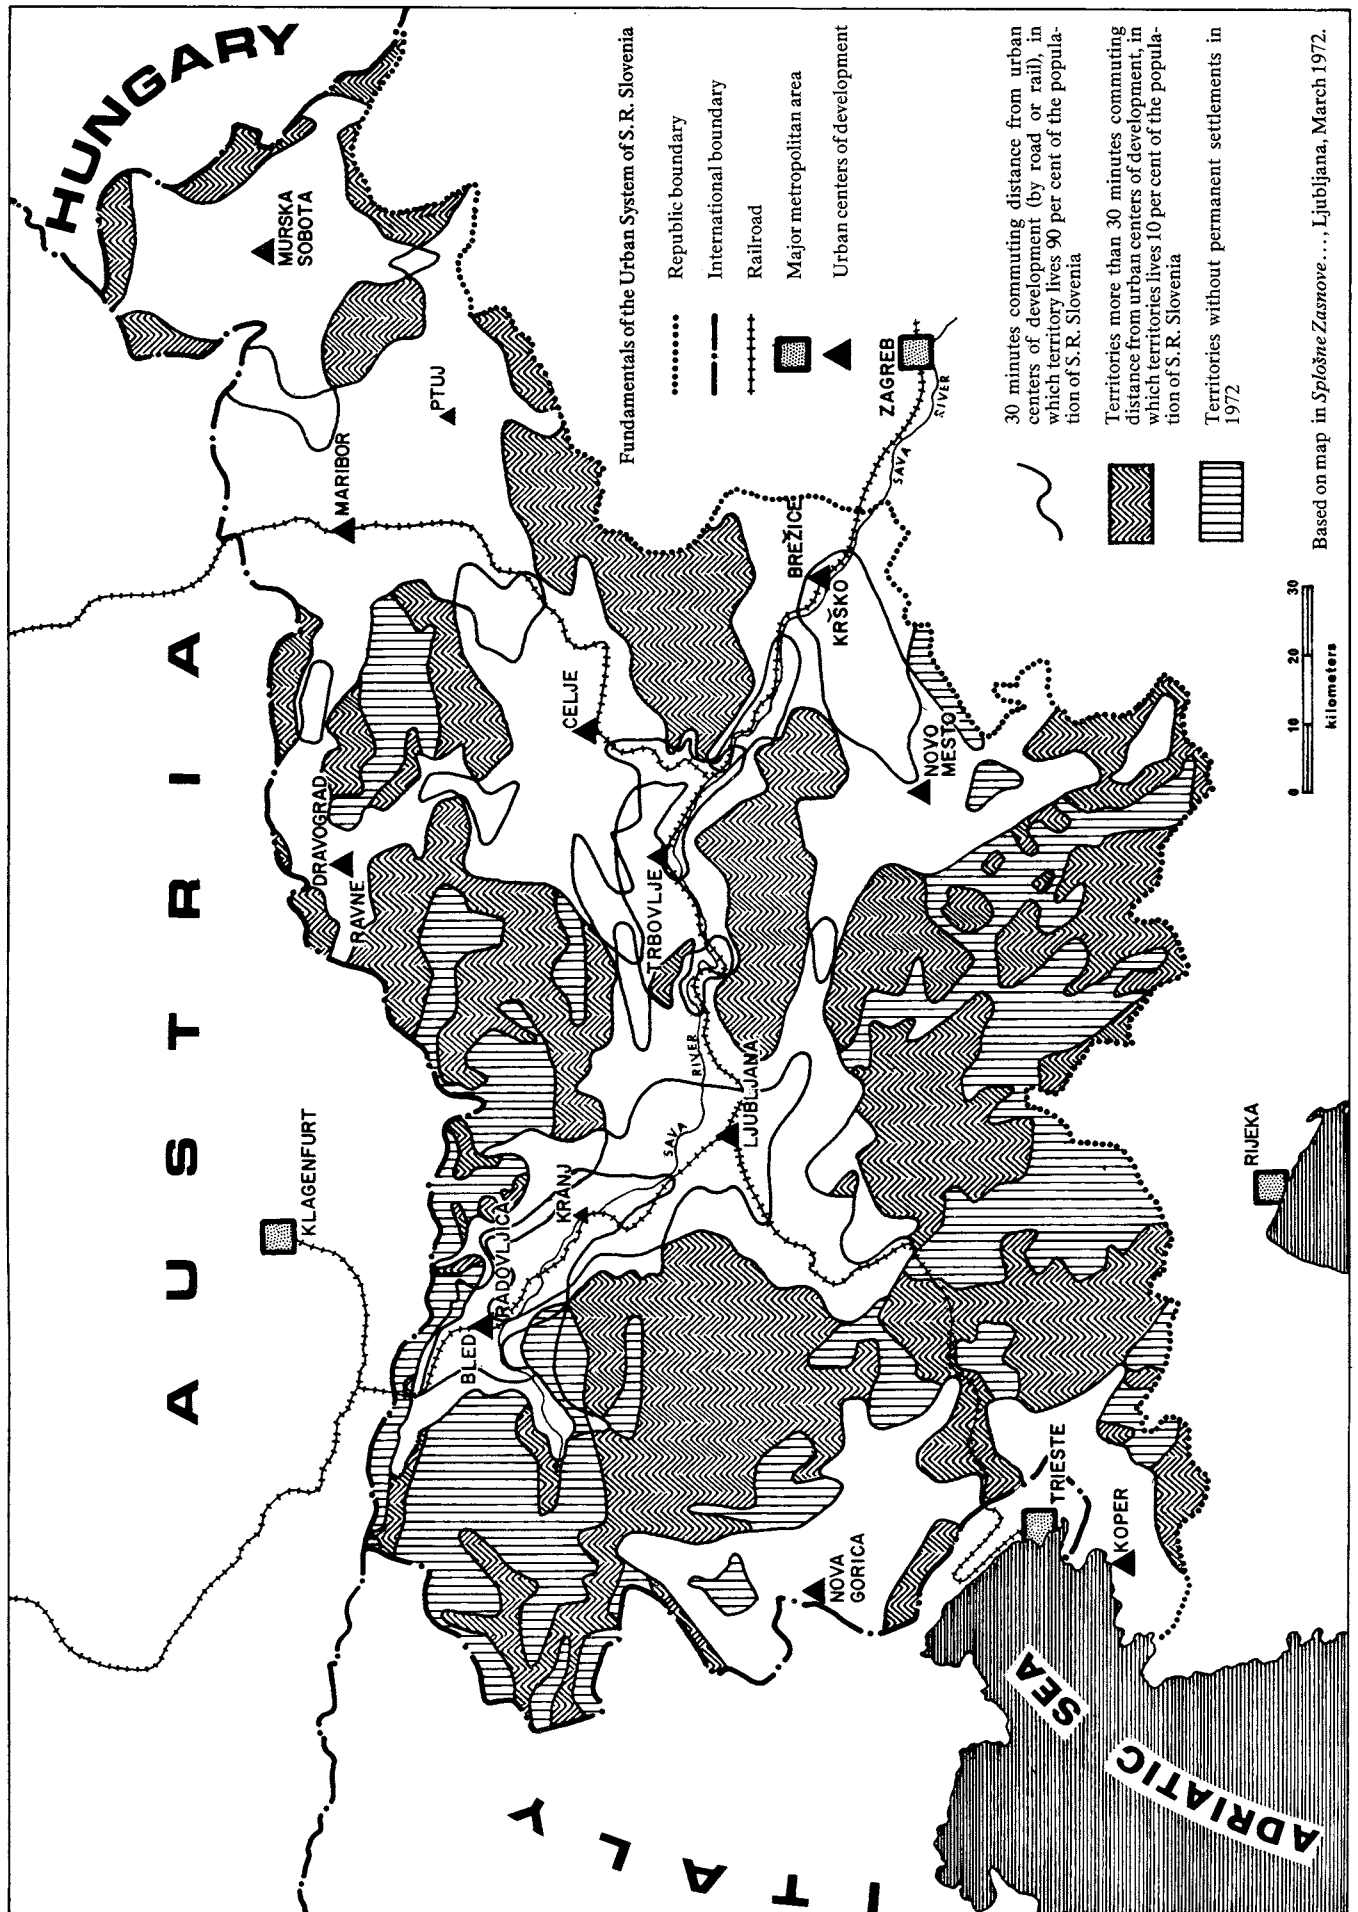 HUNGARY
AUSTRIA
ITALY
ADRIATIC
SEA
KLAGENFURT
MURSKA
SOBOTA
MARIBOR
PTUJ
DRAVOGRAD
RAVNE
CELJE
BLED
RADOVLJICA
KRANJ
TRBOVLJE
SAVA
RIVER
LJUBLJANA
BREŽICE
KRŠKO
ZAGREB
SAVA
RIVER
NOVO
MESTO
NOVA
GORICA
TRIESTE
KOPER
RIJEKA
Fundamentals of the Urban System of S. R. Slovenia
Republic boundary
International boundary
Railroad
Major metropolitan area
Urban centers of development
30 minutes commuting distance from urban
centers of development (by road or rail), in
which territory lives 90 per cent of the popula-
tion of S. R. Slovenia
Territories more than 30 minutes commuting
distance from urban centers of development, in
which territories lives 10 per cent of the popula-
tion of S. R. Slovenia
Territories without permanent settlements in
1972
0 10 20 30
kilometers
Based on map in Splošne Zasnove..., Ljubljana, March 1972.